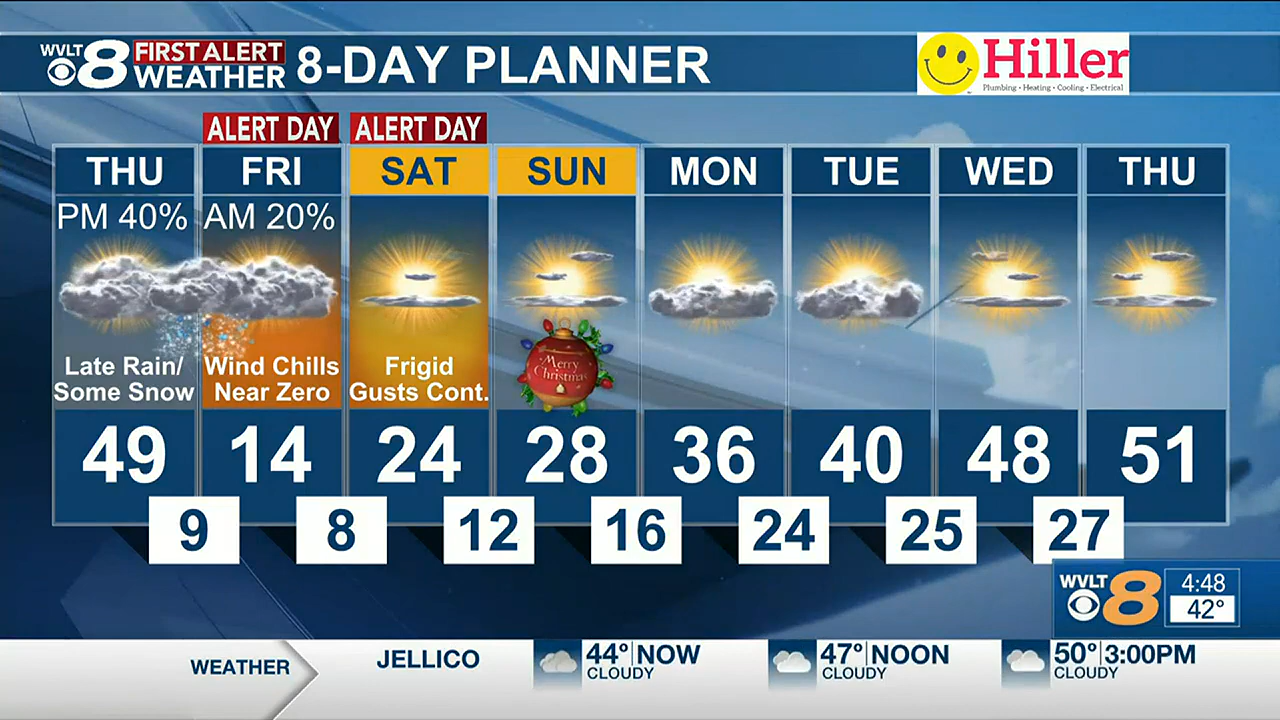 WVLT 8 FIRST ALERT WEATHER
8-DAY PLANNER
Hiller
Plumbing • Heating • Cooling • Electrical
ALERT DAY ALERT DAY
THU FRI SAT SUN MON TUE WED THU
PM 40% AM 20%
Late Rain/
Some Snow
Wind Chills
Near Zero
Frigid
Gusts Cont.
Merry
Christmas
49 14 24 28 36 40 48 51
9 8 12 16 24 25 27
WVLT 8
4:48
42°
WEATHER
JELLICO
44° NOW
CLOUDY
47° NOON
CLOUDY
50° 3:00PM
CLOUDY